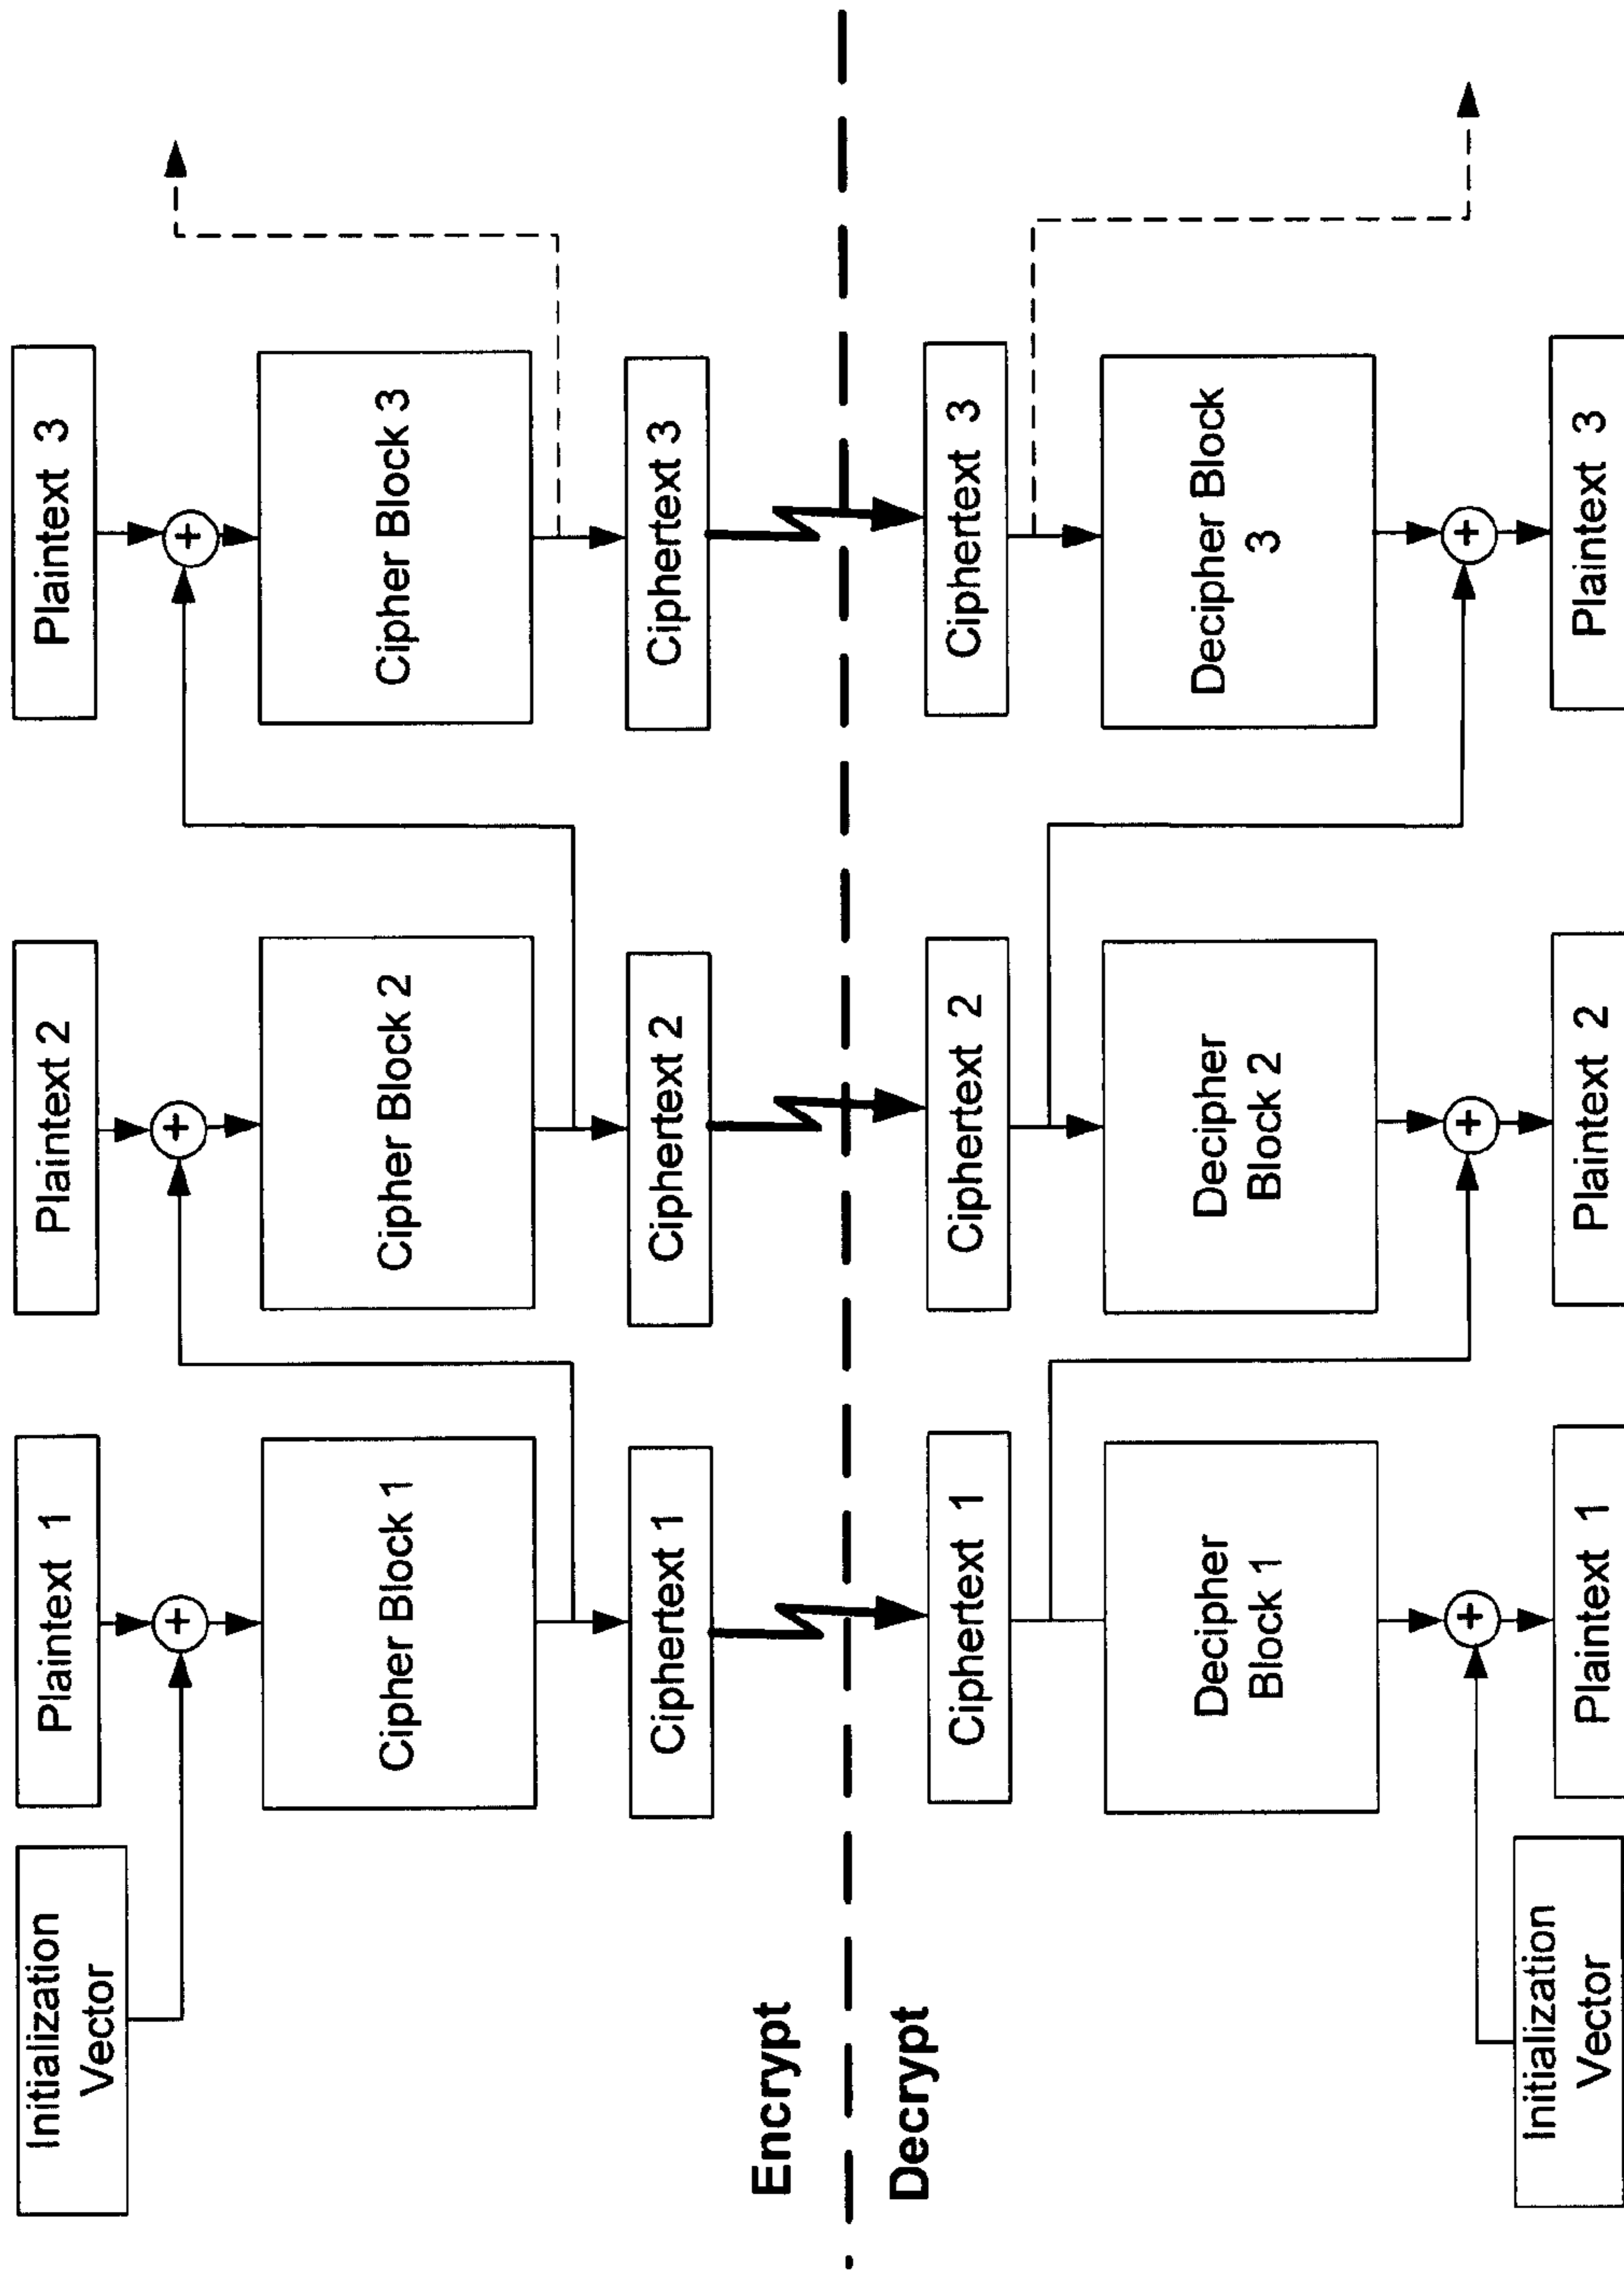 Initialization
Vector
Plaintext 1
Plaintext 2
Plaintext 3
+
+
+
Cipher Block 1
Cipher Block 2
Cipher Block 3
Ciphertext 1
Ciphertext 2
Ciphertext 3
Encrypt
Decrypt
Ciphertext 1
Ciphertext 2
Ciphertext 3
Decipher
Block 1
Decipher
Block 2
Decipher Block
3
+
+
+
Initialization
Vector
Plaintext 1
Plaintext 2
Plaintext 3